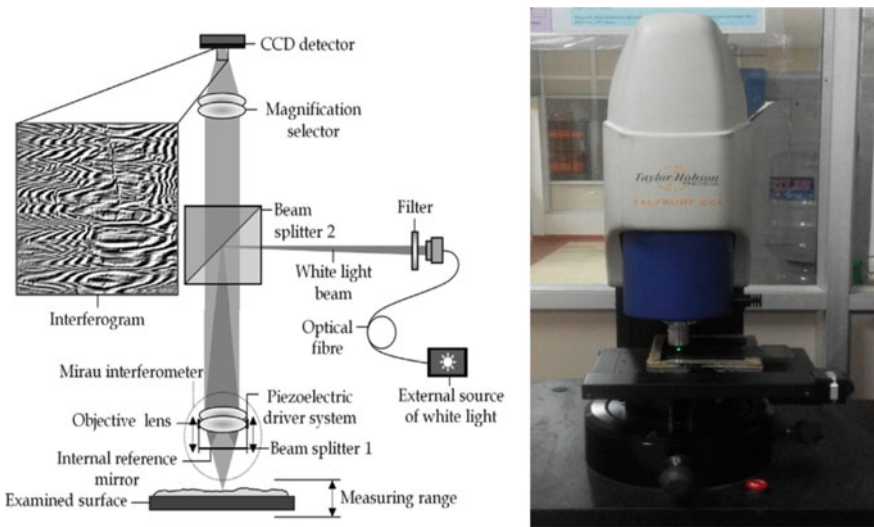 CCD detector
Magnification
selector
Beam
splitter 2
Filter
White light
beam
Interferogram
Optical
fibre
Mirau interferometer
Piezoelectric
driver system
External source
of white light
Objective lens
Beam splitter 1
Internal reference
mirror
Examined surface
Measuring range
Taylor Hobson
PRECISION
TALYSURF CCI